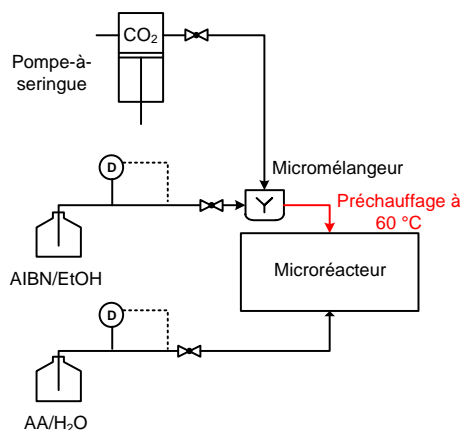 CO₂
Pompe-à-
seringue
Micromélangeur
D
Préchauffage à
60 °C
AIBN/EtOH
Microréacteur
D
AA/H₂O